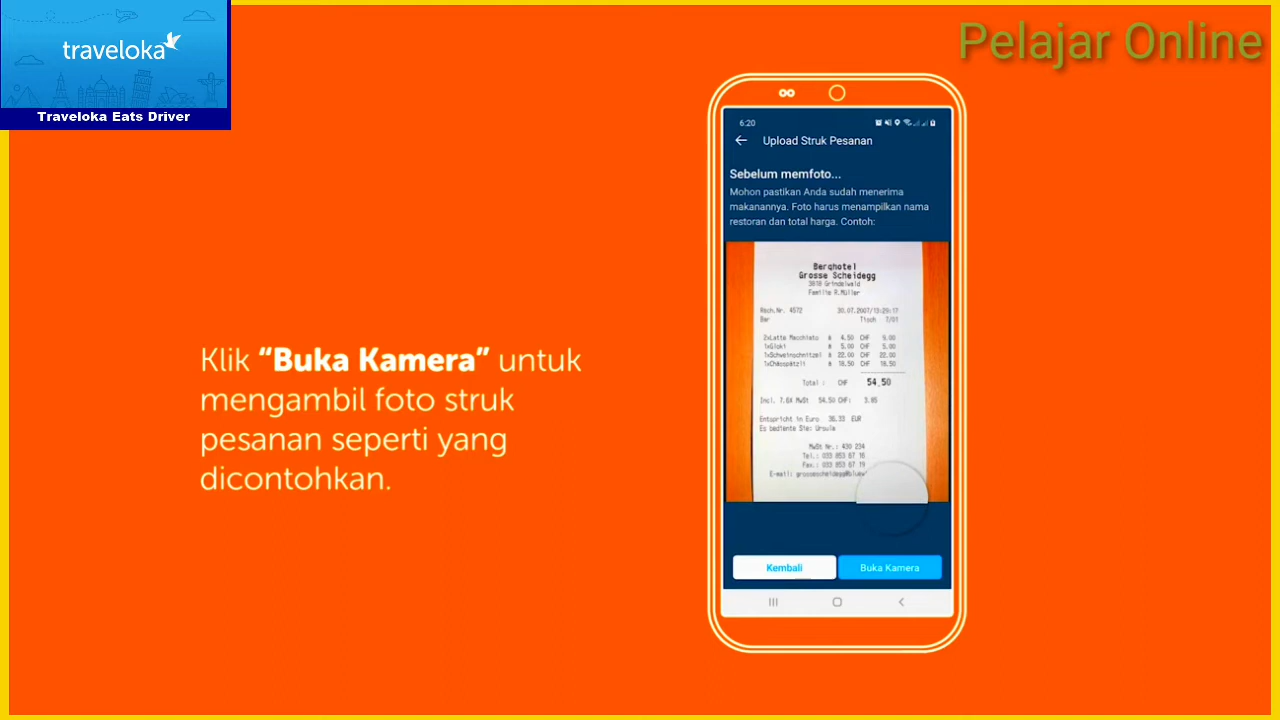 traveloka
Traveloka Eats Driver
Pelajar Online
Klik “Buka Kamera” untuk
mengambil foto struk
pesanan seperti yang
dicontohkan.
6:20
Upload Struk Pesanan
Sebelum memfoto...
Mohon pastikan Anda sudah menerima
makanannya. Foto harus menampilkan nama
restoran dan total harga. Contoh:
Berghotel
Grosse Scheidegg
3818 Grindelwald
Familie R.Müller
Rech.Nr. 4572 30.07.2007/13:29:17
Bar Tisch 7/01
2xLatte Macchiato à 4.50 CHF 9.00
1xGloki à 5.00 CHF 5.00
1xSchweinschnitzel à 22.00 CHF 22.00
1xChässpätzli à 18.50 CHF 18.50
Total: CHF 54.50
Incl. 7.6% MwSt 54.50 CHF: 3.85
Entspricht in Euro 36.33 EUR
Es bediente Sie: Ursula
MwSt Nr.: 430 234
Tel.: 033 853 67 16
Fax.: 033 853 67 19
E-mail: grossescheidegg@
Kembali
Buka Kamera